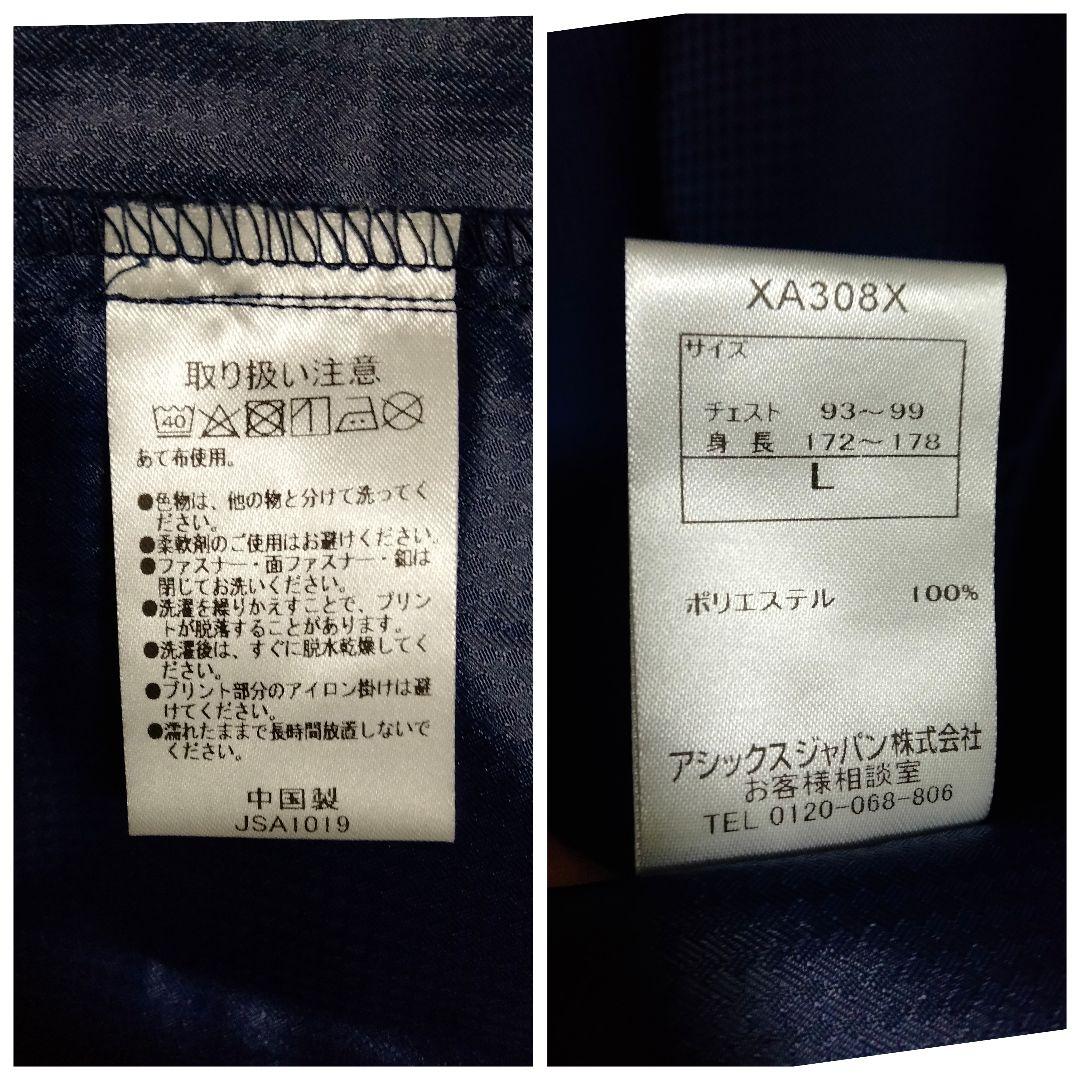 取り扱い注意
40
あて布使用。
●色物は、他の物と分けて洗ってく
ださい。
●柔軟剤のご使用はお避けください。
●ファスナー・面ファスナー・釦は
閉じてお洗いください。
●洗濯を繰りかえすことで、プリン
トが脱落することがあります。
●洗濯後は、すぐに脱水乾燥してく
ださい。
●プリント部分のアイロン掛けは避
けてください。
●濡れたままで長時間放置しないで
ください。
中国製
JSA1019
XA308X
サイズ
チェスト 93～99
身長 172～178
L
ポリエステル 100%
アシックスジャパン株式会社
お客様相談室
TEL 0120-068-806